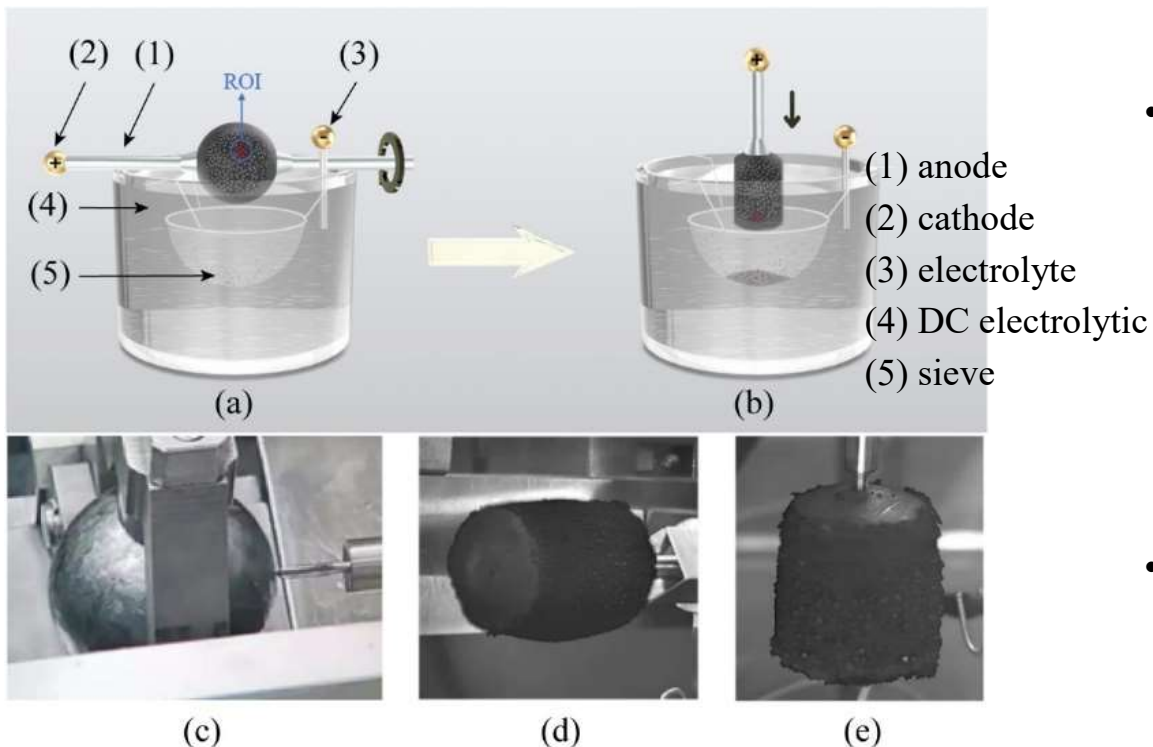 (2) (1) (3)
ROI
+
-
(4)
(5)
(a)
+
-
(b)
(1) anode
(2) cathode
(3) electrolyte
(4) DC electrolytic
(5) sieve
(c) (d) (e)